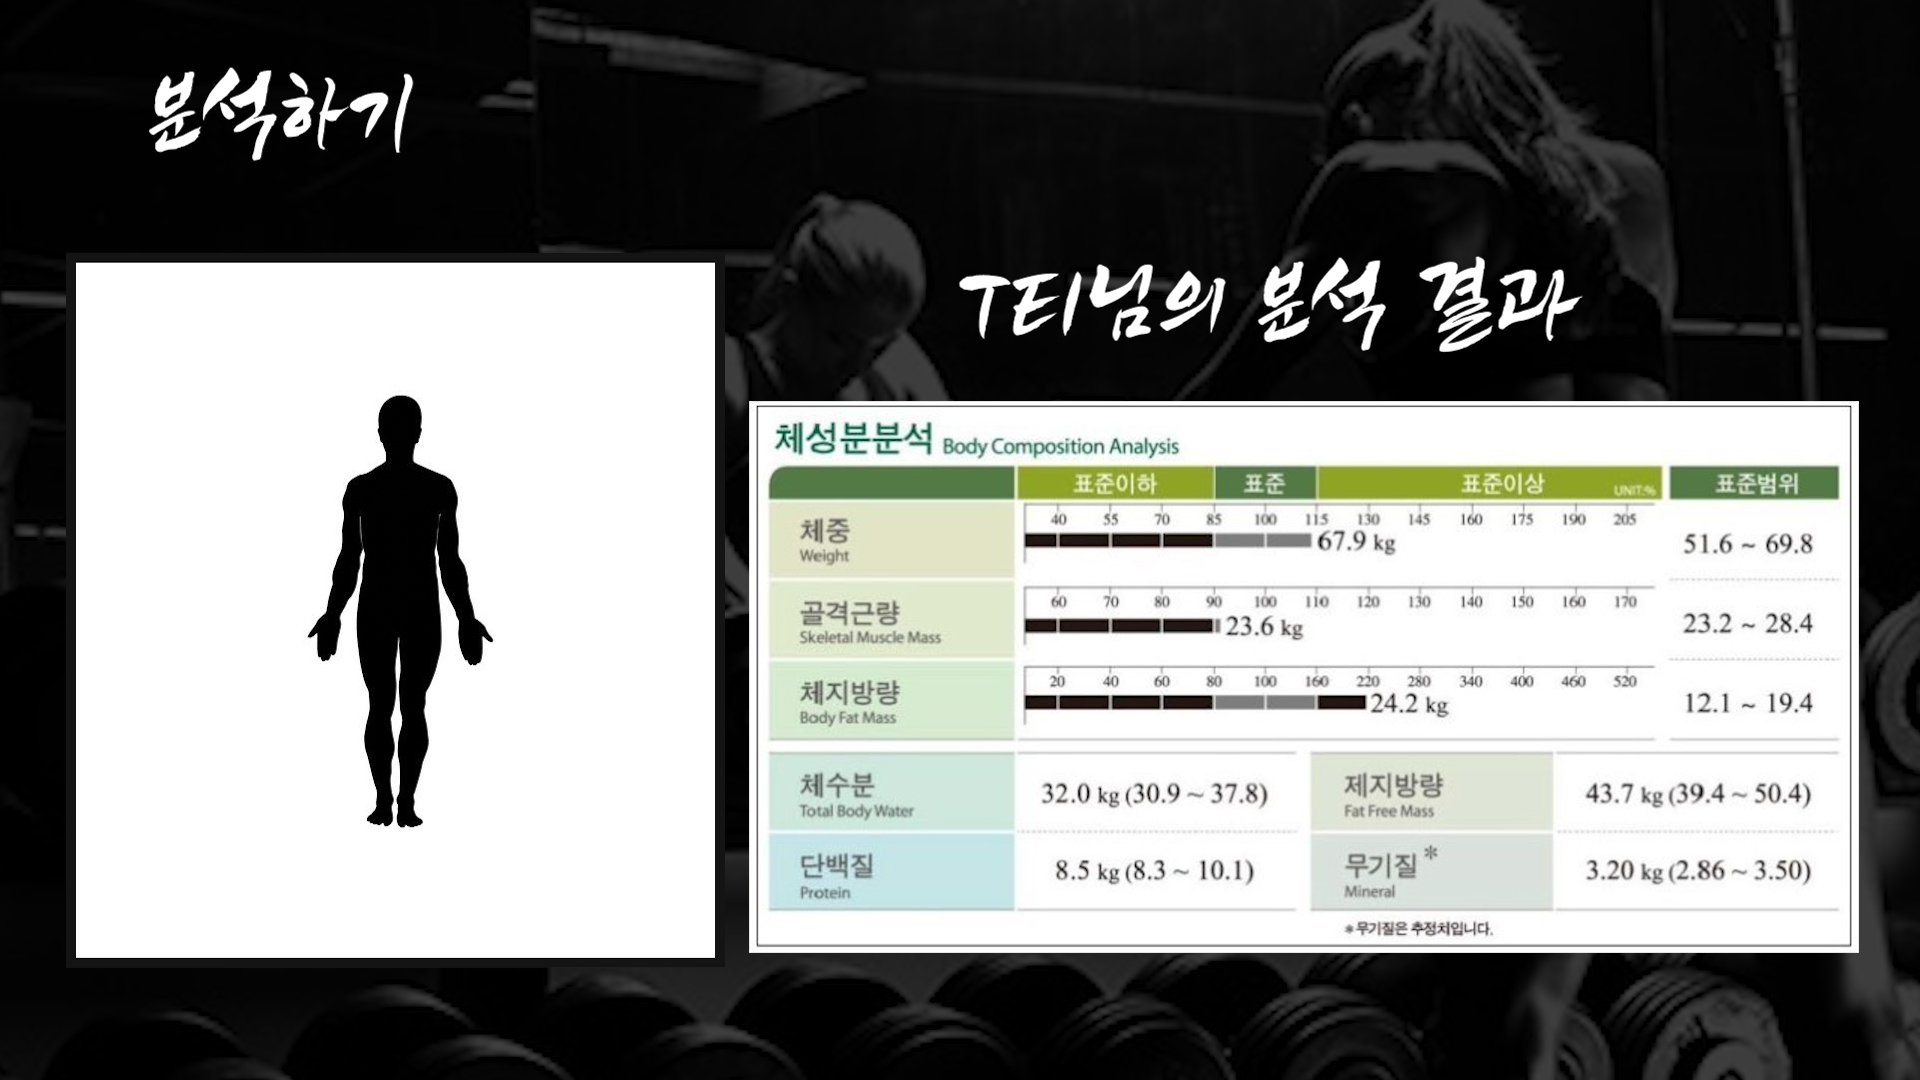 분석하기
TEI님의 분석 결과
체성분분석 Body Composition Analysis
표준이하 표준 표준이상 UNIT:% 표준범위
체중 Weight 40 55 70 85 100 115 130 145 160 175 190 205 67.9 kg 51.6 ~ 69.8
골격근량 Skeletal Muscle Mass 60 70 80 90 100 110 120 130 140 150 160 170 23.6 kg 23.2 ~ 28.4
체지방량 Body Fat Mass 20 40 60 80 100 160 220 280 340 400 460 520 24.2 kg 12.1 ~ 19.4
체수분 Total Body Water 32.0 kg (30.9 ~ 37.8) 제지방량 Fat Free Mass 43.7 kg (39.4 ~ 50.4)
단백질 Protein 8.5 kg (8.3 ~ 10.1) 무기질* Mineral 3.20 kg (2.86 ~ 3.50)
* 무기질은 추정치입니다.